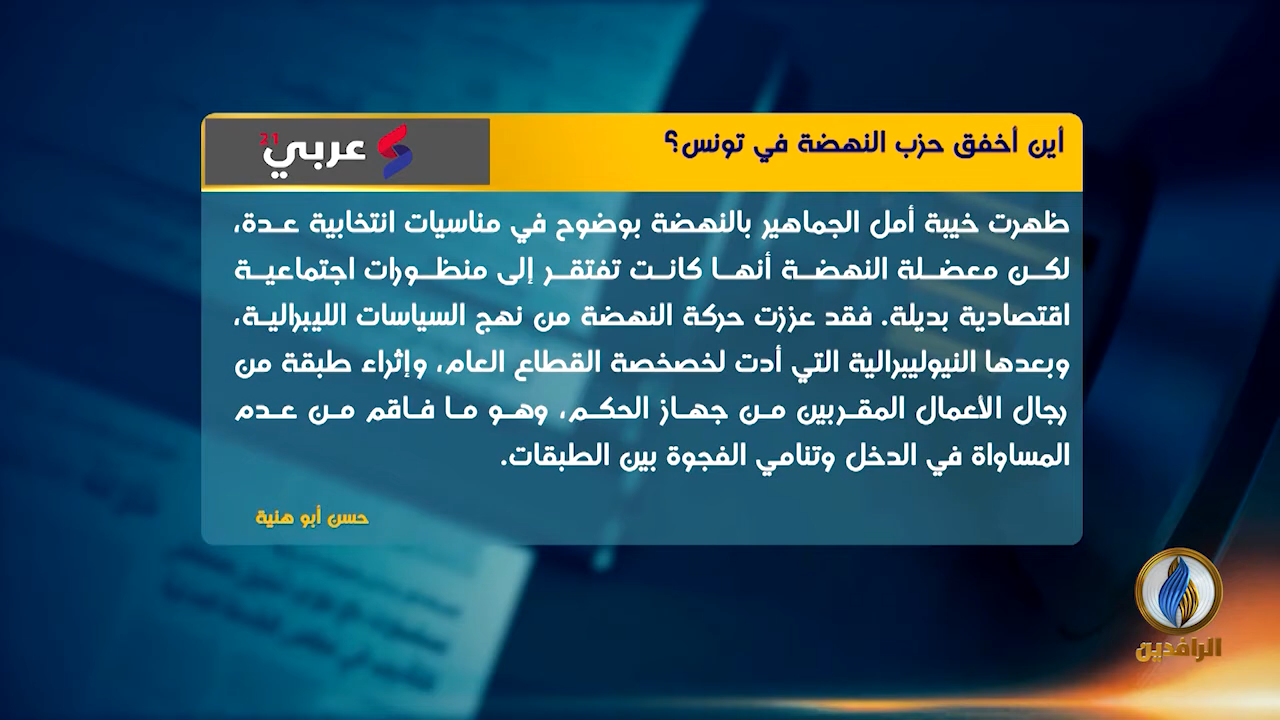 أين أخفق حزب النهضة في تونس؟
عربي 21
ظهرت خيبة أمل الجماهير بالنهضة بوضوح في مناسيات انتخابية عدة،
لكن معضلة النهضة أنها كانت تفتقر إلى منظورات اجتماعية
اقتصادية بديلة. فقد عززت حركة النهضة من نهج السياسات الليبرالية،
وبعدها النيوليبرالية التي أدت لخصخصة القطاع العام، وإثراء طبقة من
رجال الأعمال المقربين من جهاز الحكم، وهو ما فاقم من عدم
المساواة في الدخل وتنامي الفجوة بين الطبقات.
حسن أبو هنية
الرافدين